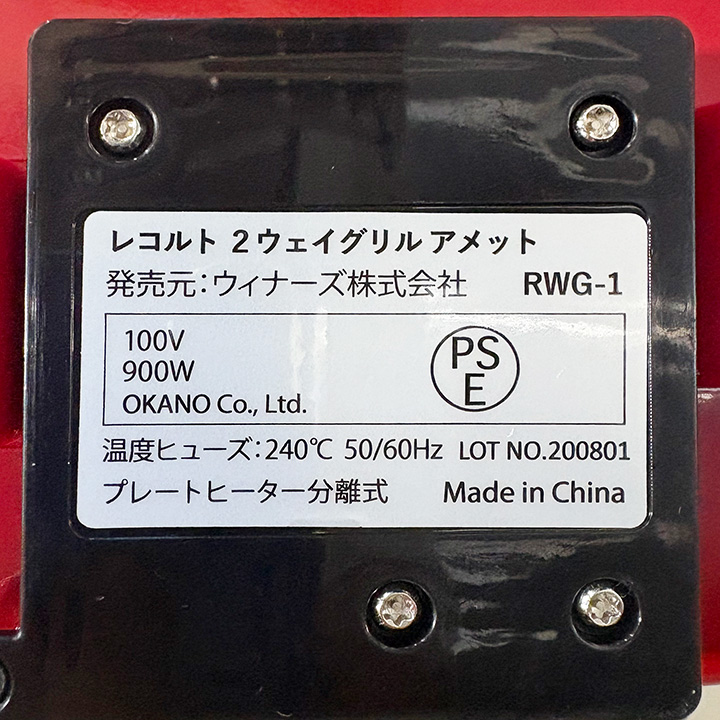 レコルト 2ウェイグリル アメット
発売元：ウィナーズ株式会社 RWG-1
100V
900W
OKANO Co., Ltd.
PS
E
温度ヒューズ：240℃ 50/60Hz LOT NO.200801
プレートヒーター分離式 Made in China